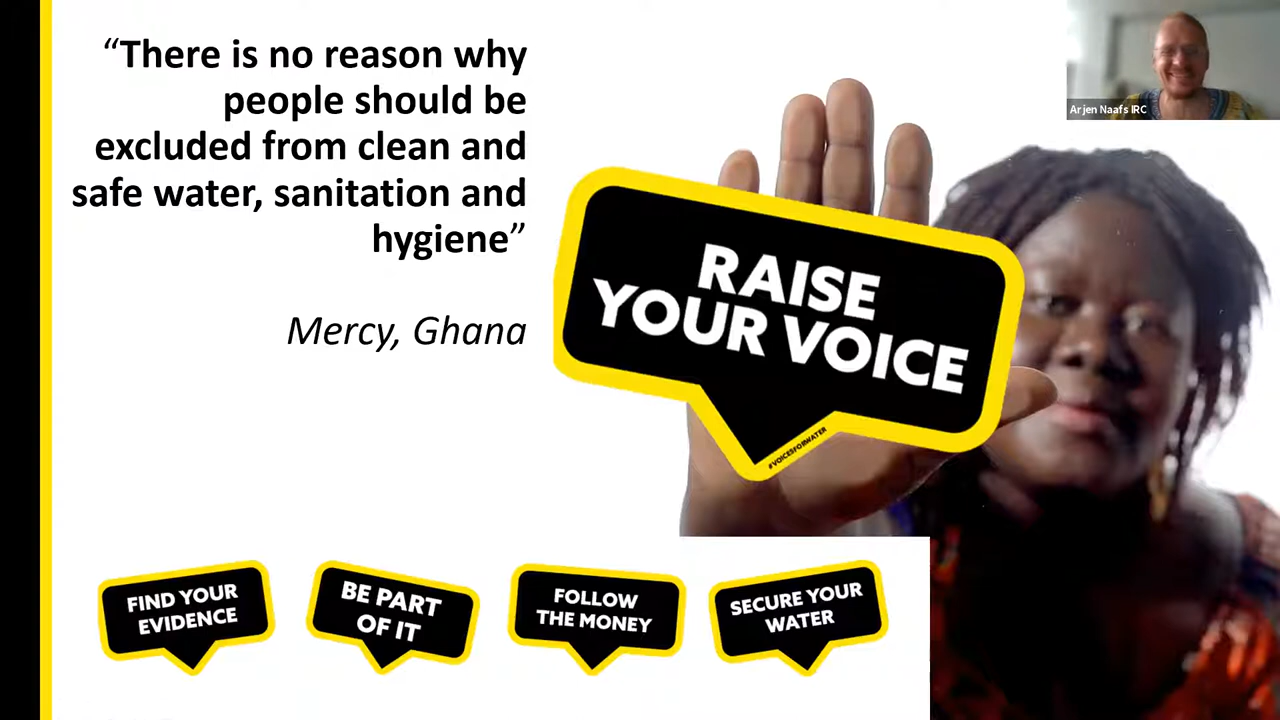 “There is no reason why
people should be
excluded from clean and
safe water, sanitation and
hygiene”
Mercy, Ghana
Arjen Naafs IRC
RAISE
YOUR VOICE
#VOICESFORWATER
FIND YOUR
EVIDENCE
BE PART
OF IT
FOLLOW
THE MONEY
SECURE YOUR
WATER